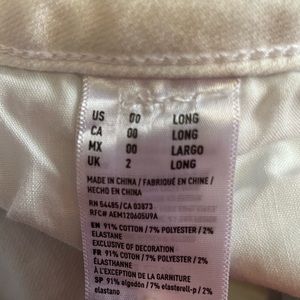 US 00 LONG
CA 00 LONG
MX 00 LARGO
UK 2 LONG
MADE IN CHINA / FABRIQUÉ EN CHINE /
HECHO EN CHINA
RN 54485/CA 03873
RFC# AEM120605U9A
EN 91% COTTON / 7% POLYESTER / 2%
ELASTANE
EXCLUSIVE OF DECORATION
FR 91% COTON / 7% POLYESTER / 2%
ÉLASTHANNE
À L'EXCEPTION DE LA GARNITURE
SP 91% algodon / 7% elasterell-p / 2%
elastano